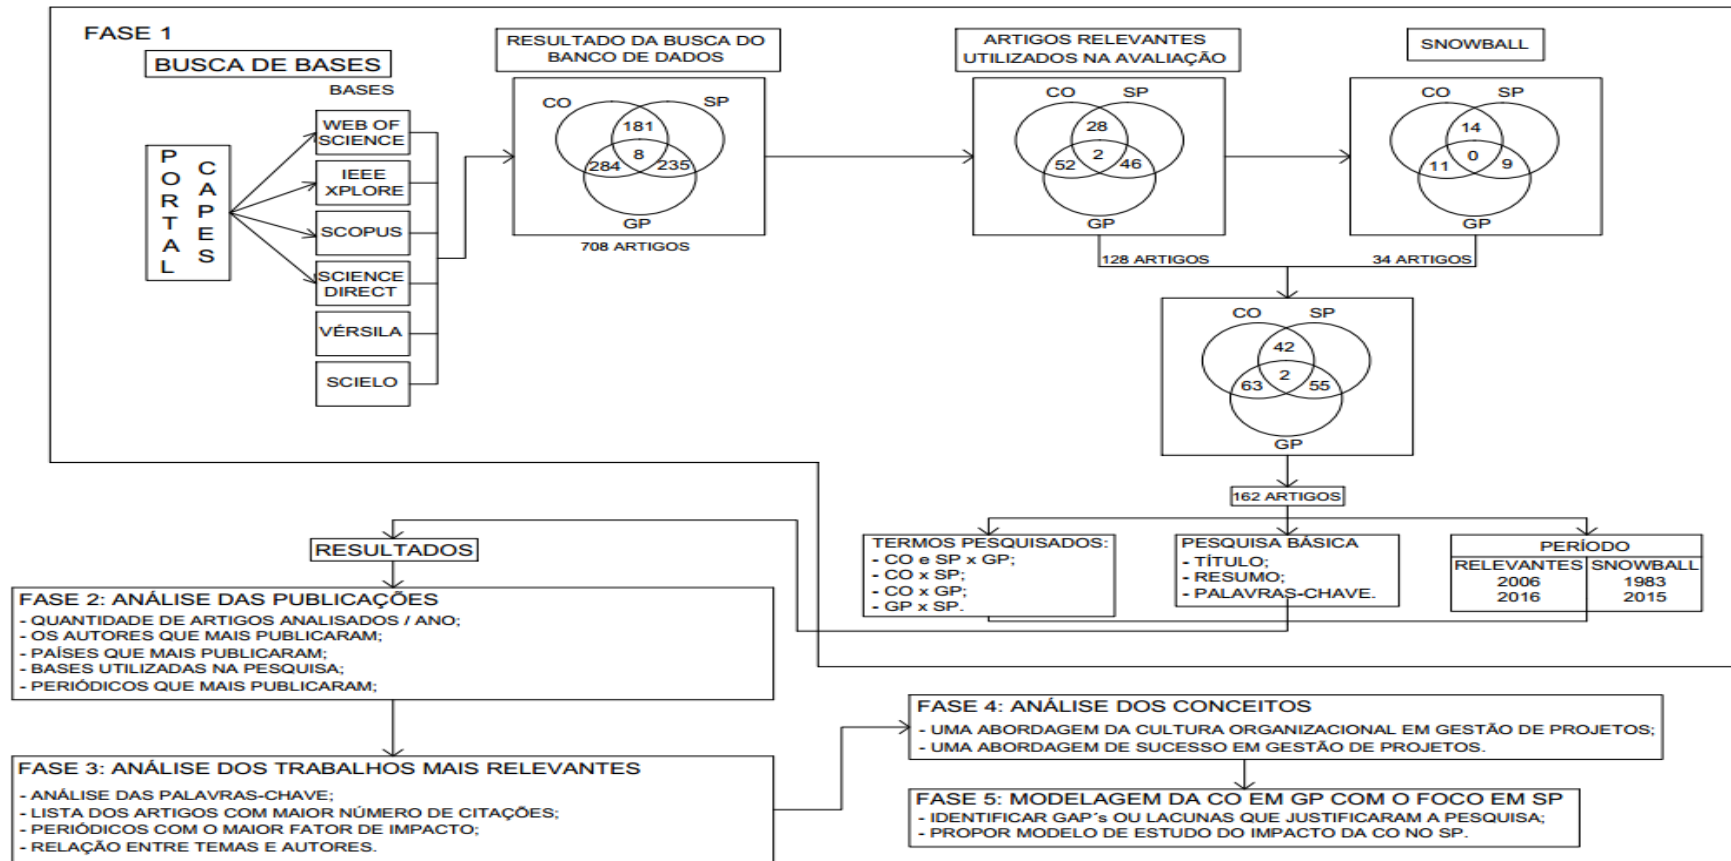 FASE 1
BUSCA DE BASES
BASES
PORTAL
CAPES
WEB OF
SCIENCE
IEEE
XPLORE
SCOPUS
SCIENCE
DIRECT
VÉRSILA
SCIELO
RESULTADO DA BUSCA DO
BANCO DE DADOS
CO
SP
181
8
284
235
GP
708 ARTIGOS
ARTIGOS RELEVANTES
UTILIZADOS NA AVALIAÇÃO
CO
SP
28
52
2
46
GP
128 ARTIGOS
SNOWBALL
CO
SP
14
11
0
9
GP
34 ARTIGOS
CO
SP
42
63
2
55
GP
162 ARTIGOS
TERMOS PESQUISADOS:
- CO e SP x GP;
- CO x SP;
- CO x GP;
- GP x SP.
PESQUISA BÁSICA
- TÍTULO;
- RESUMO;
- PALAVRAS-CHAVE.
PERÍODO
RELEVANTES SNOWBALL
2006 1983
2016 2015
RESULTADOS
FASE 2: ANÁLISE DAS PUBLICAÇÕES
- QUANTIDADE DE ARTIGOS ANALISADOS / ANO;
- OS AUTORES QUE MAIS PUBLICARAM;
- PAÍSES QUE MAIS PUBLICARAM;
- BASES UTILIZADAS NA PESQUISA;
- PERIÓDICOS QUE MAIS PUBLICARAM;
FASE 3: ANÁLISE DOS TRABALHOS MAIS RELEVANTES
- ANÁLISE DAS PALAVRAS-CHAVE;
- LISTA DOS ARTIGOS COM MAIOR NÚMERO DE CITAÇÕES;
- PERIÓDICOS COM O MAIOR FATOR DE IMPACTO;
- RELAÇÃO ENTRE TEMAS E AUTORES.
FASE 4: ANÁLISE DOS CONCEITOS
- UMA ABORDAGEM DA CULTURA ORGANIZACIONAL EM GESTÃO DE PROJETOS;
- UMA ABORDAGEM DE SUCESSO EM GESTÃO DE PROJETOS.
FASE 5: MODELAGEM DA CO EM GP COM O FOCO EM SP
- IDENTIFICAR GAP´s OU LACUNAS QUE JUSTIFICARAM A PESQUISA;
- PROPOR MODELO DE ESTUDO DO IMPACTO DA CO NO SP.